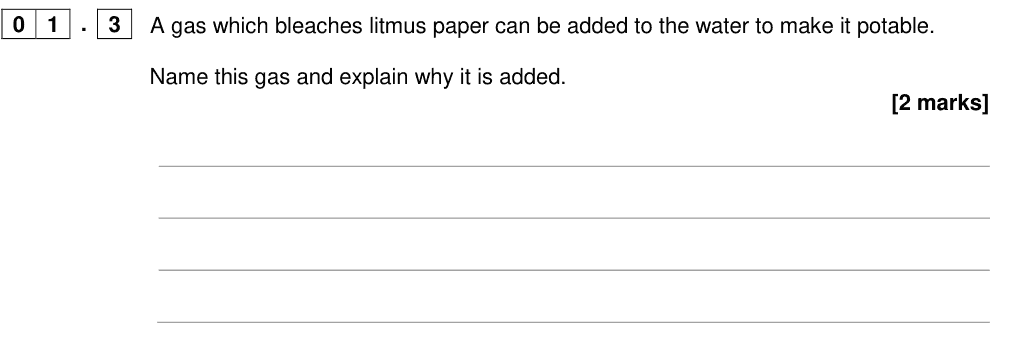 0 1 . 3 A gas which bleaches litmus paper can be added to the water to make it potable.
Name this gas and explain why it is added.
[2 marks]